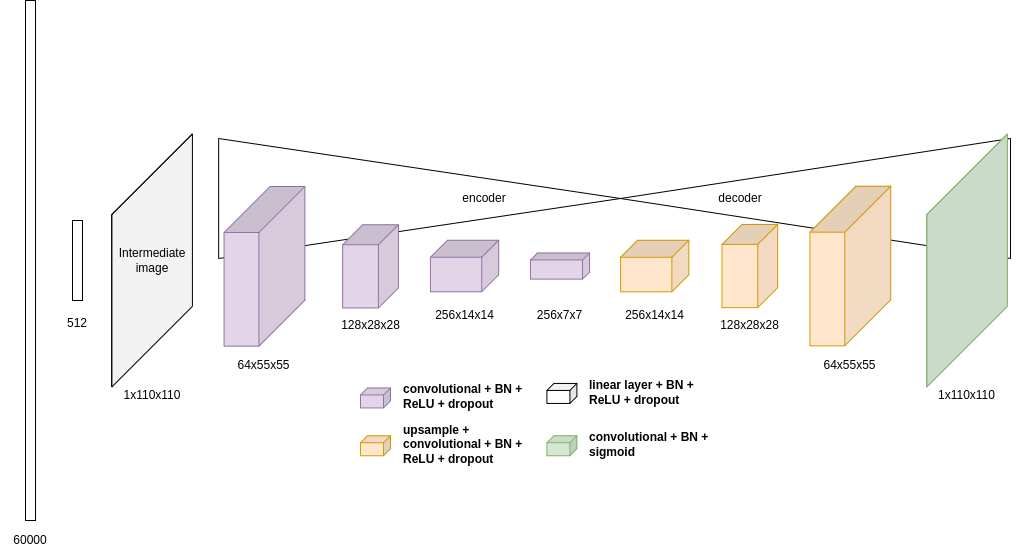 encoder
decoder
Intermediate
image
512
128x28x28
256x14x14
256x7x7
256x14x14
128x28x28
64x55x55
64x55x55
1x110x110
1x110x110
convolutional + BN +
ReLU + dropout
linear layer + BN +
ReLU + dropout
upsample +
convolutional + BN +
ReLU + dropout
convolutional + BN +
sigmoid
60000